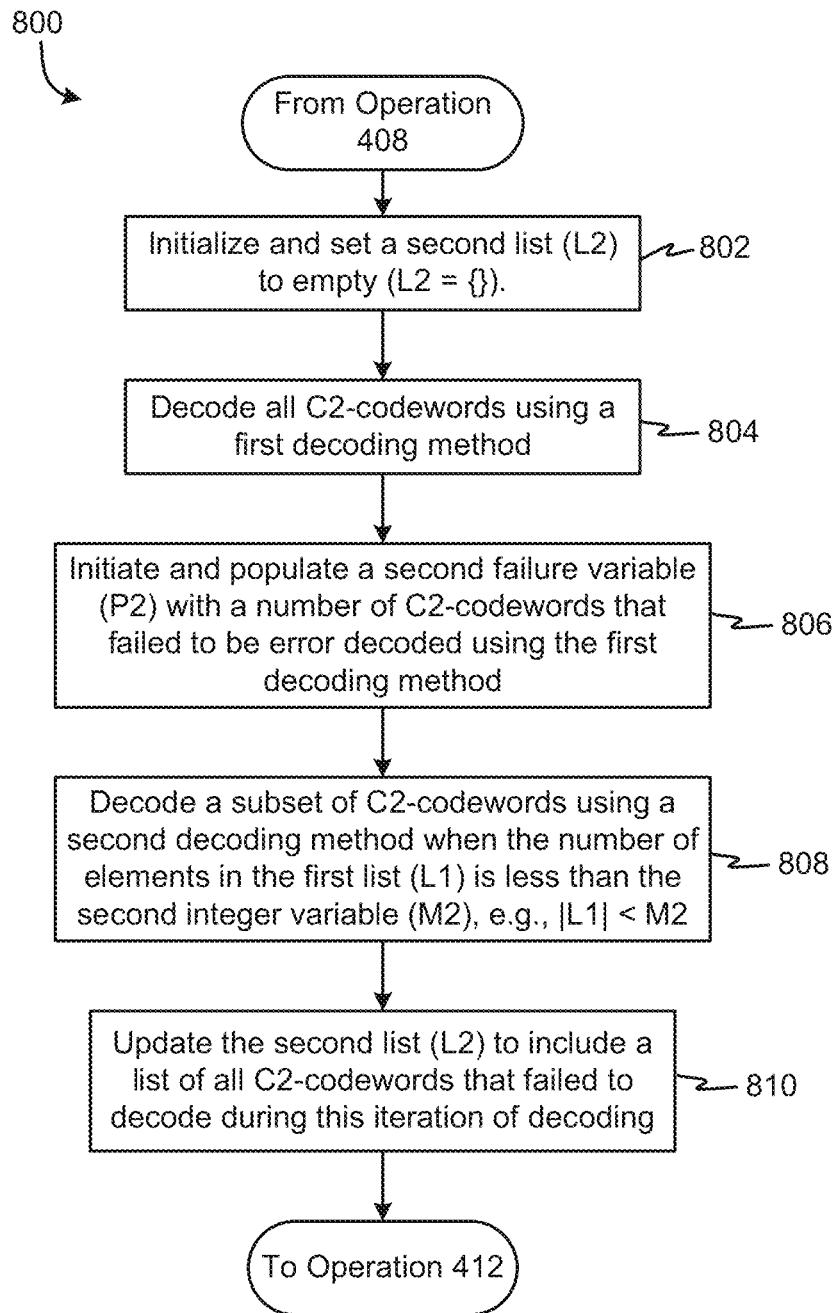 800
From Operation
408
Initialize and set a second list (L2)
to empty (L2 = {}).
802
Decode all C2-codewords using a
first decoding method
804
Initiate and populate a second failure variable
(P2) with a number of C2-codewords that
failed to be error decoded using the first
decoding method
806
Decode a subset of C2-codewords using a
second decoding method when the number of
elements in the first list (L1) is less than the
second integer variable (M2), e.g., |L1| < M2
808
Update the second list (L2) to include a
list of all C2-codewords that failed to
decode during this iteration of decoding
810
To Operation 412